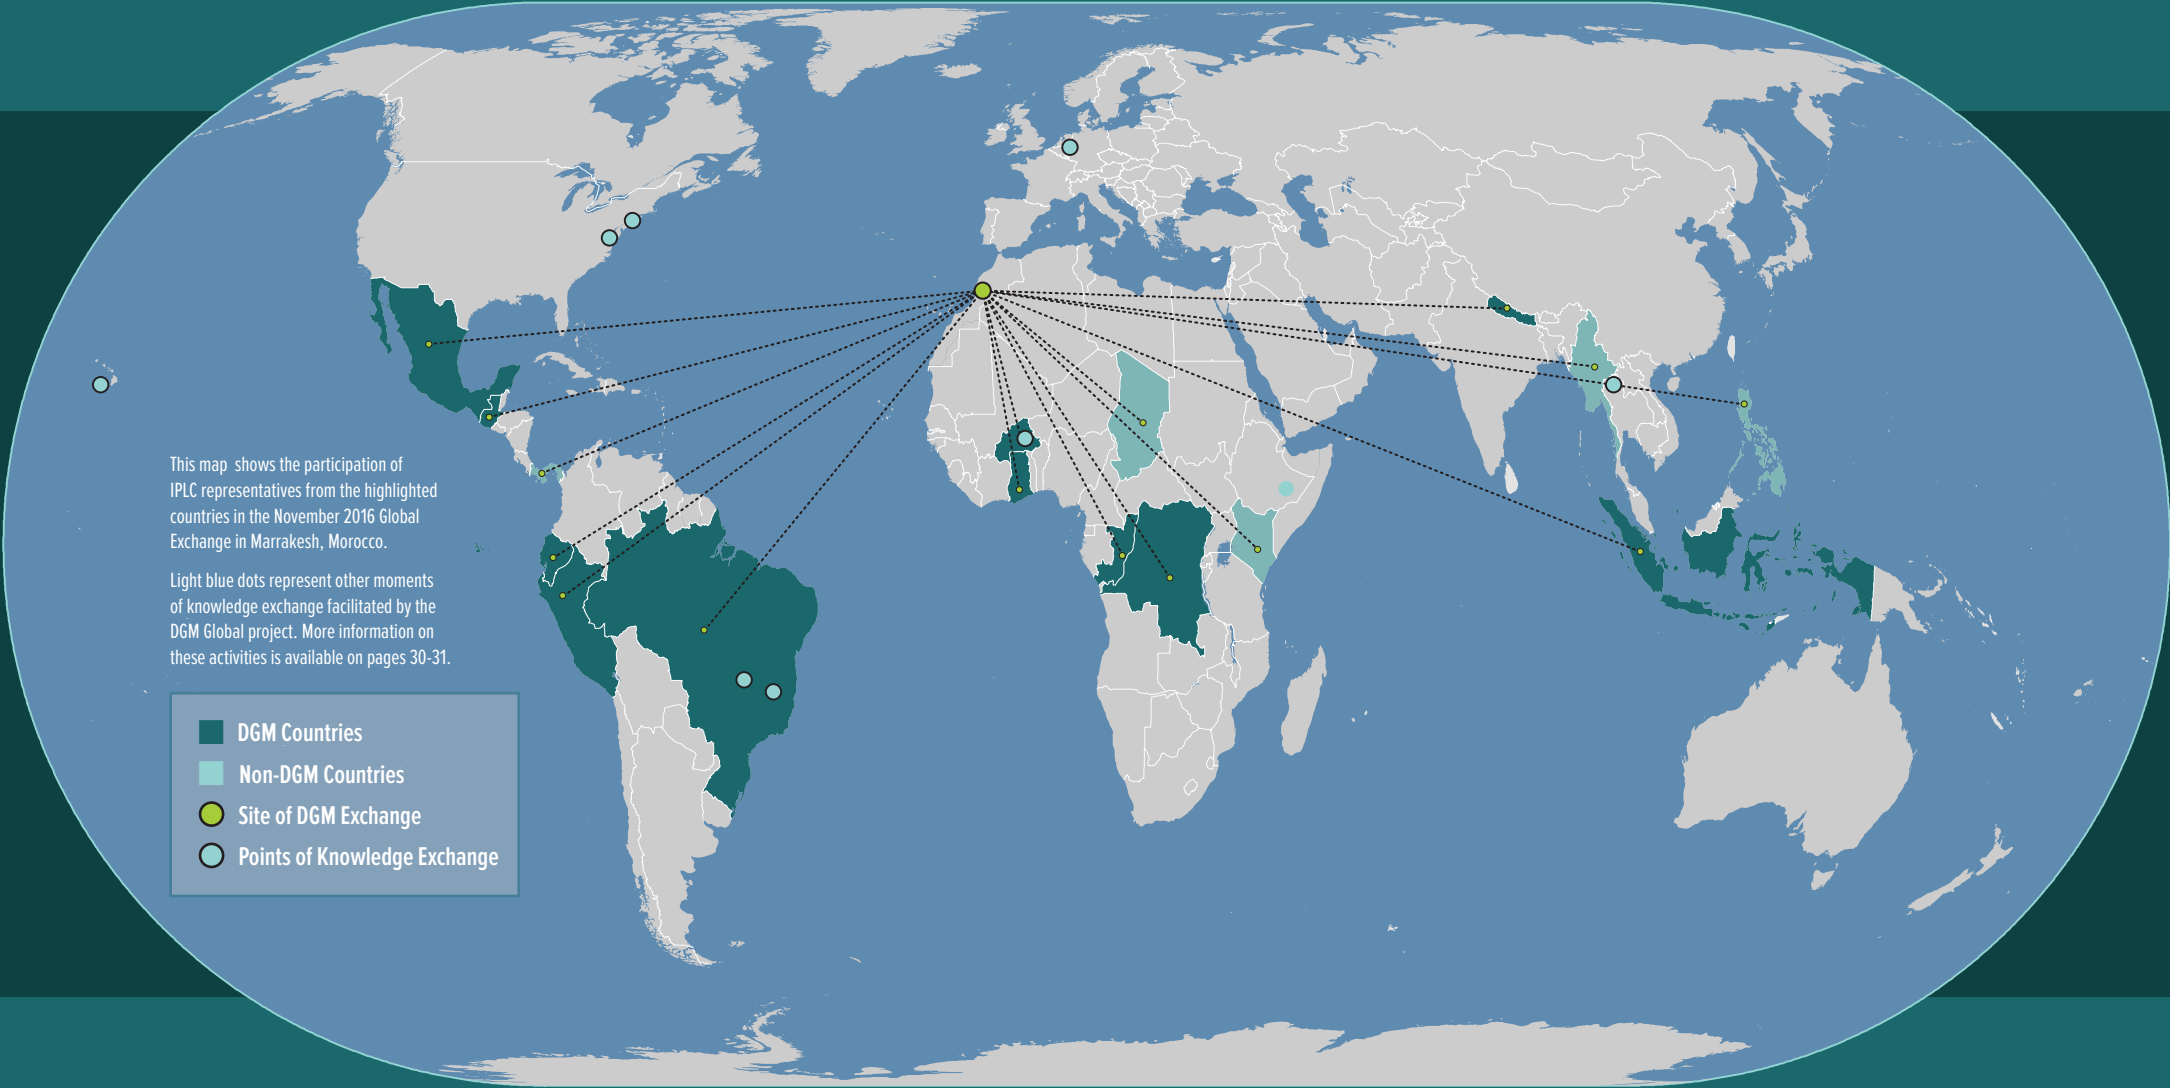 This map shows the participation of
IPLC representatives from the highlighted
countries in the November 2016 Global
Exchange in Marrakesh, Morocco.
Light blue dots represent other moments
of knowledge exchange facilitated by the
DGM Global project. More information on
these activities is available on pages 30-31.
DGM Countries
Non-DGM Countries
Site of DGM Exchange
Points of Knowledge Exchange